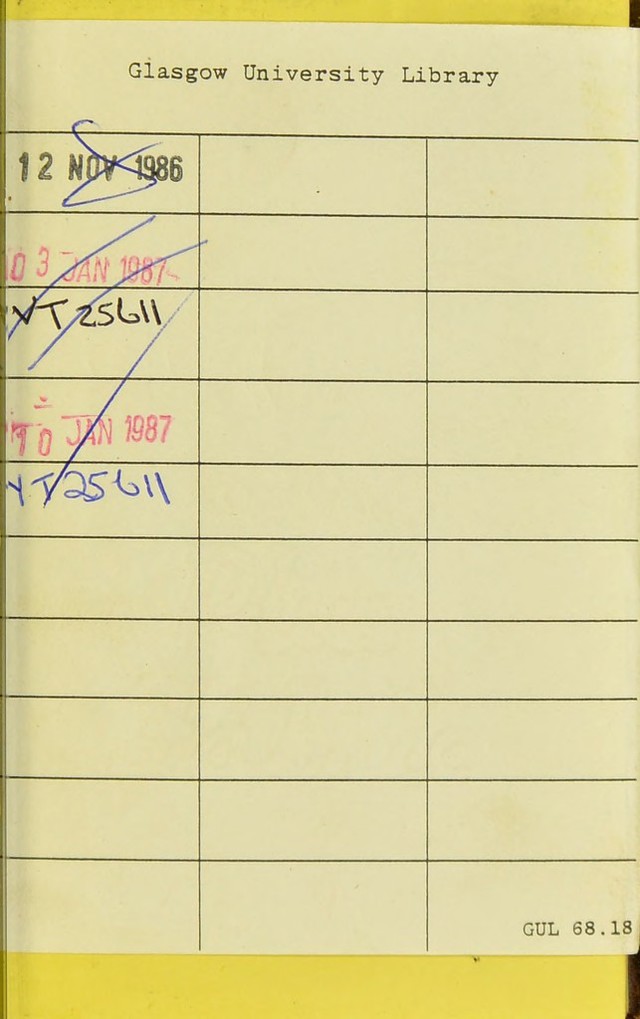 Glasgow University Library
12 NOV 1986
03 JAN 1987
YT25611
10 JAN 1987
YT25611
GUL 68.18